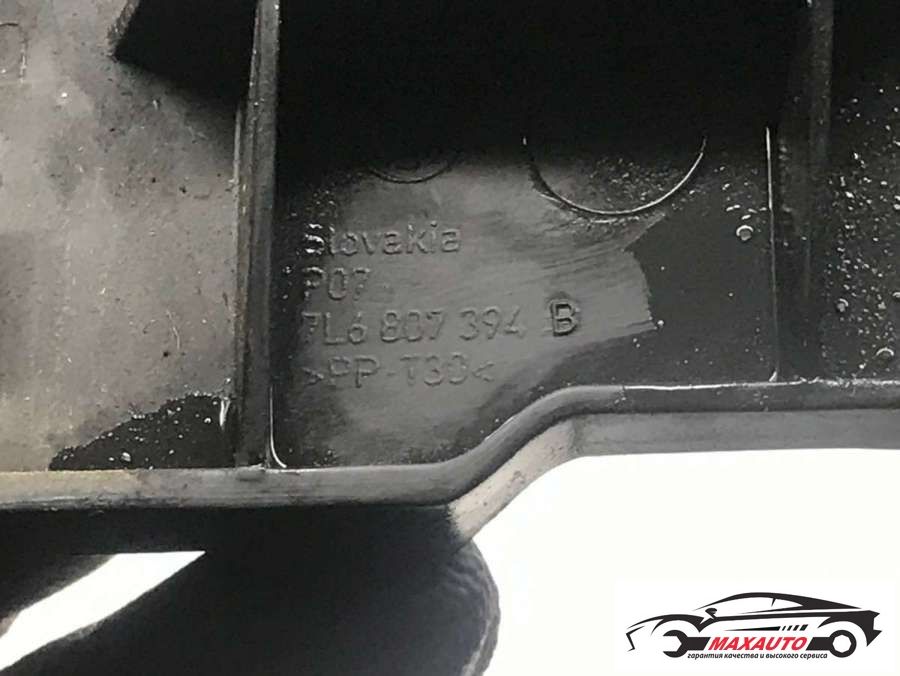 Slovakia
P07
7L6 807 394 B
>PP-T30<
MAXAUTO
гарантия качества и высокого сервиса